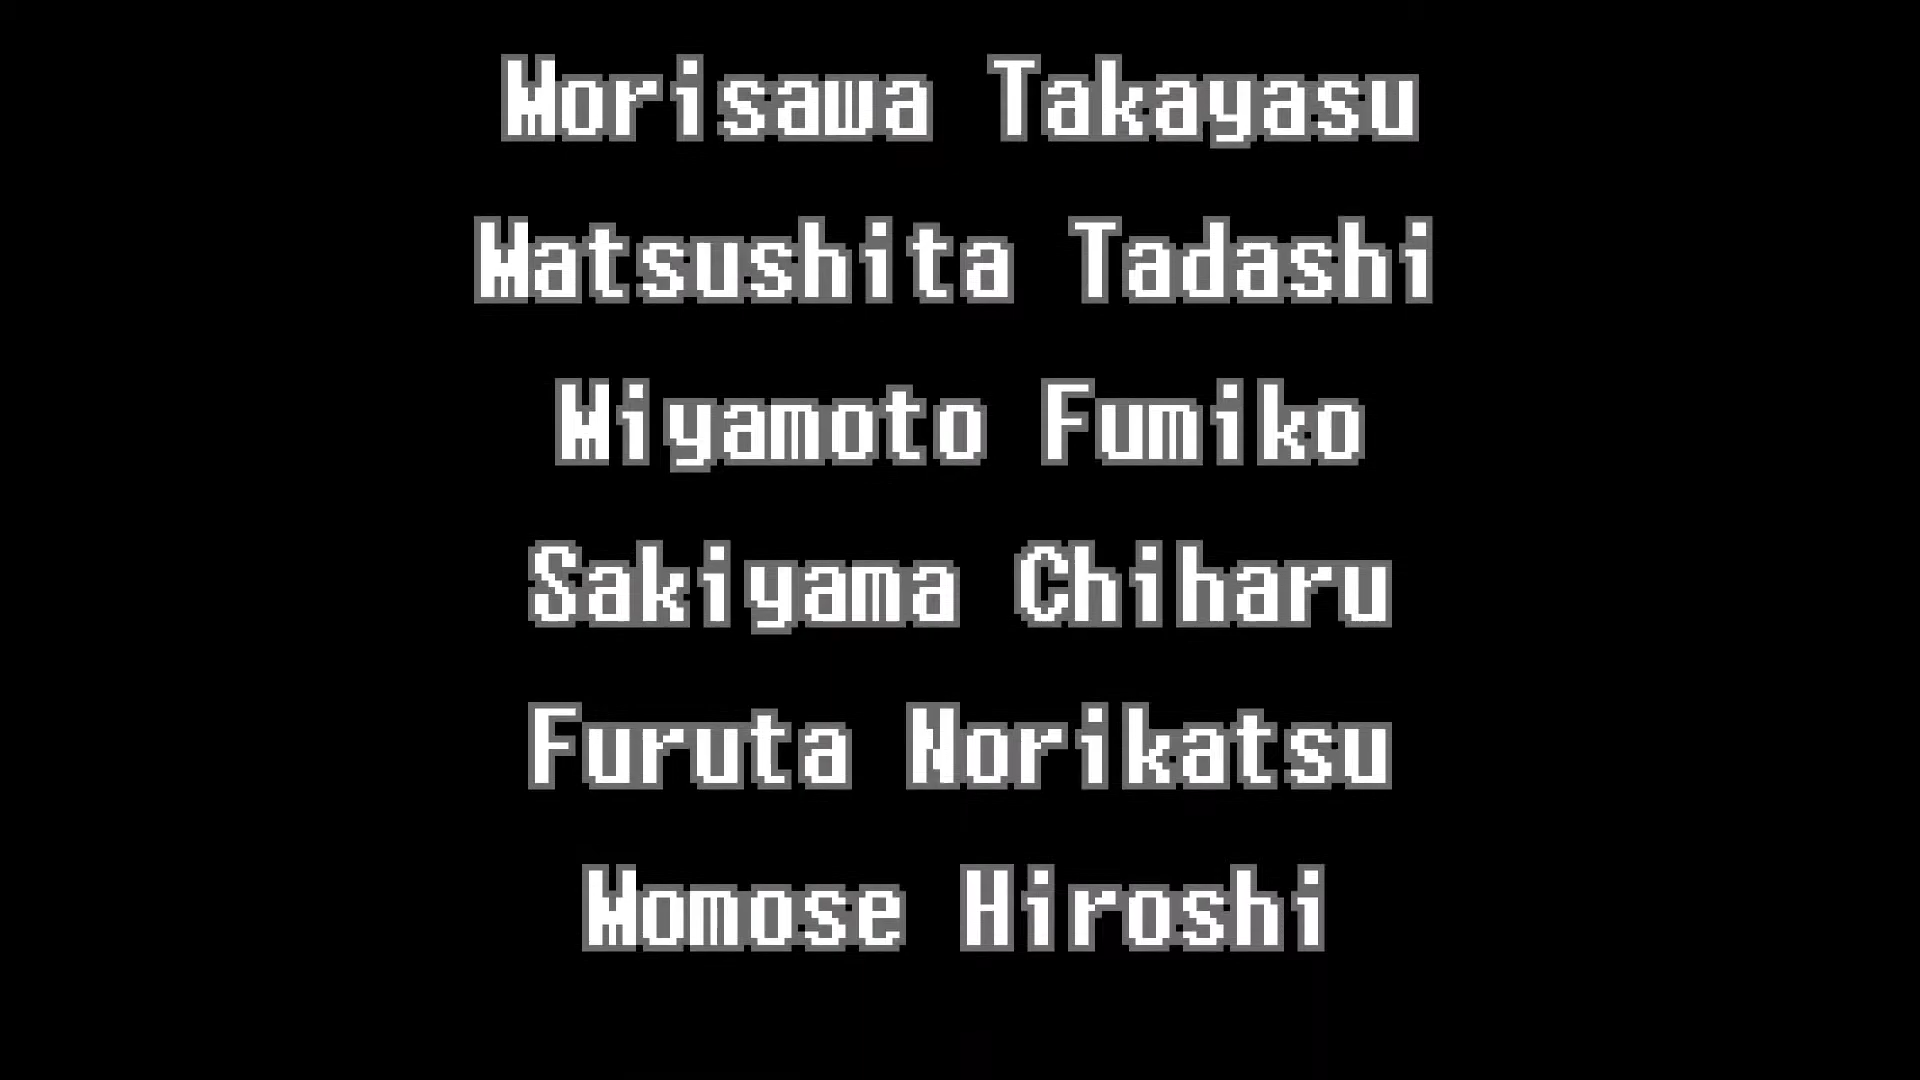 Morisawa Takayasu
Matsushita Tadashi
Miyamoto Fumiko
Sakiyama Chiharu
Furuta Norikatsu
Momose Hiroshi